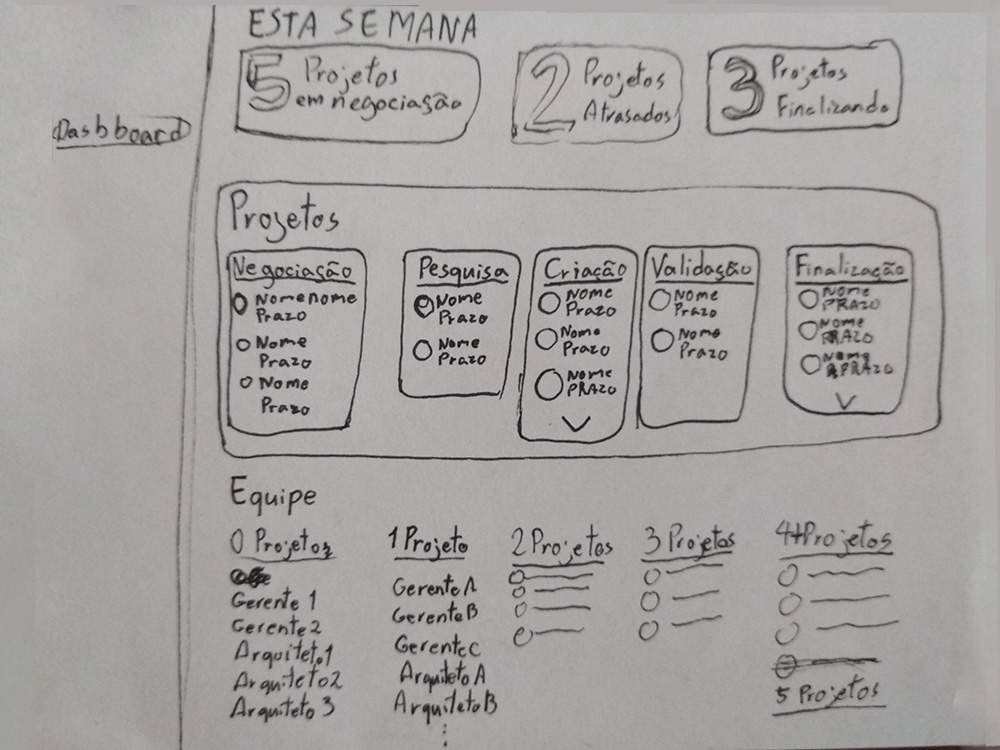 ESTA SEMANA
5 Projetos
em negociação
2 Projetos
Atrasados
3 Projetos
Finalizando
Dashboard
Projetos
Negociação
Nomenome
Prazo
Nome
Prazo
Nome
Prazo
Pesquisa
Nome
Prazo
Nome
Prazo
Criação
Nome
Prazo
Nome
Prazo
Nome
PRAZO
Validação
Nome
Prazo
Nome
Prazo
Finalização
Nome
PRAZO
Nome
PRAZO
Nome
PRAZO
Equipe
0 Projetos
Gerente 1
Gerente 2
Arquiteto 1
Arquiteto 2
Arquiteto 3
1 Projeto
Gerente A
Gerente B
Gerente C
Arquiteto A
Arquiteto B
2 Projetos
3 Projetos
4+Projetos
5 Projetos